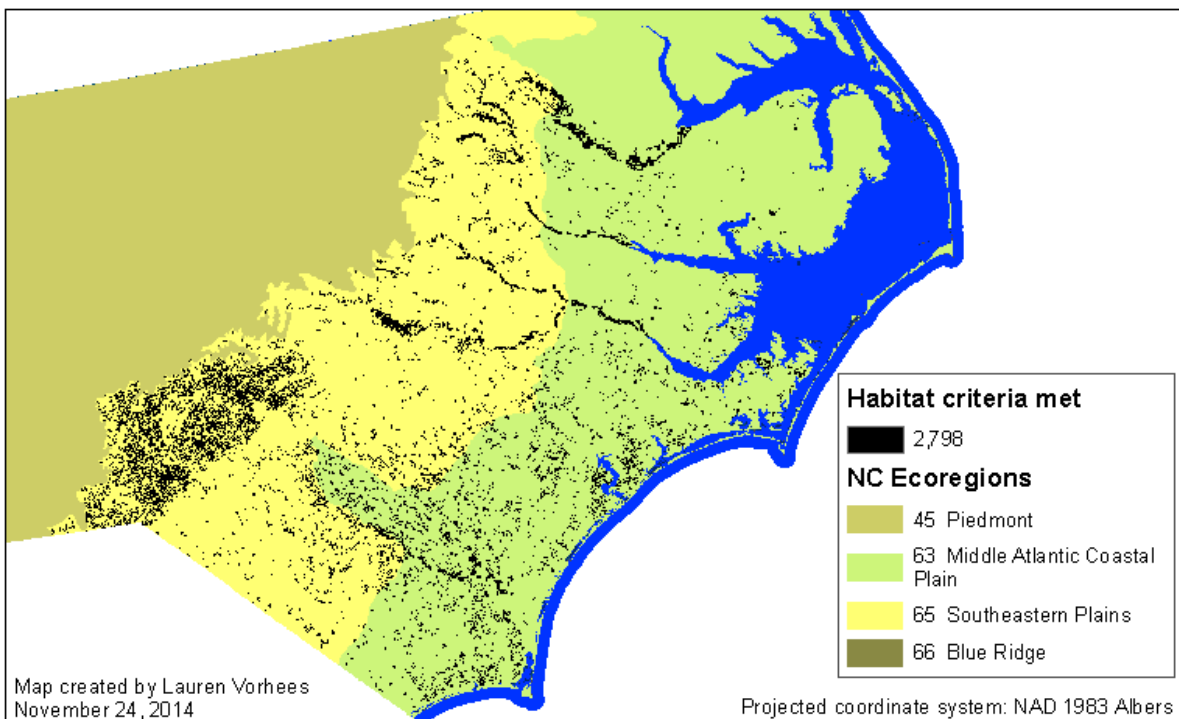 Habitat criteria met
2,798
NC Ecoregions
45 Piedmont
63 Middle Atlantic Coastal
Plain
65 Southeastern Plains
66 Blue Ridge
Map created by Lauren Vorhees
November 24, 2014
Projected coordinate system: NAD 1983 Albers